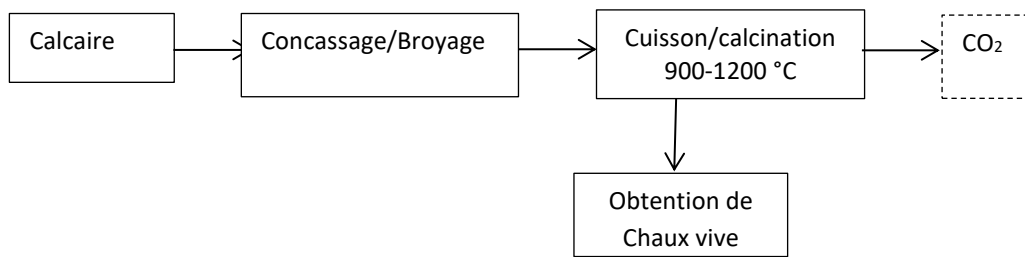 Calcaire
Concassage/Broyage
Cuisson/calcination
900-1200 °C
CO₂
Obtention de
Chaux vive